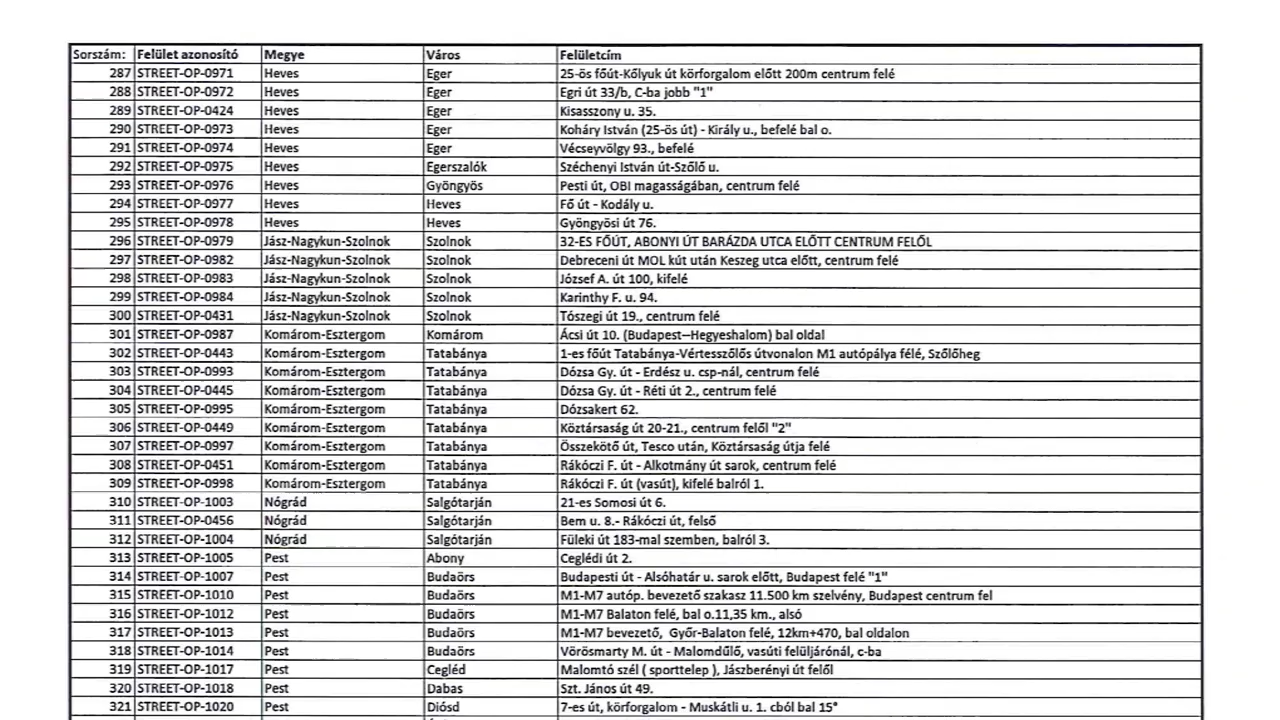 Sorszám: Felület azonosító Megye Város Felületcím
287 STREET-OP-0971 Heves Eger 25-ös főút-Kőlyuk út körforgalom előtt 200m centrum felé
288 STREET-OP-0972 Heves Eger Egri út 33/b, C-ba jobb "1"
289 STREET-OP-0424 Heves Eger Kisasszony u. 35.
290 STREET-OP-0973 Heves Eger Koháry István (25-ös út) - Király u., befelé bal o.
291 STREET-OP-0974 Heves Eger Vécseyvölgy 93., befelé
292 STREET-OP-0975 Heves Egerszalók Széchenyi István út-Szőlő u.
293 STREET-OP-0976 Heves Gyöngyös Pesti út, OBI magasságában, centrum felé
294 STREET-OP-0977 Heves Heves Fő út - Kodály u.
295 STREET-OP-0978 Heves Heves Gyöngyösi út 76.
296 STREET-OP-0979 Jász-Nagykun-Szolnok Szolnok 32-ES FŐÚT, ABONYI ÚT BARÁZDA UTCA ELŐTT CENTRUM FELŐL
297 STREET-OP-0982 Jász-Nagykun-Szolnok Szolnok Debreceni út MOL kút után Keszeg utca előtt, centrum felé
298 STREET-OP-0983 Jász-Nagykun-Szolnok Szolnok József A. út 100, kifelé
299 STREET-OP-0984 Jász-Nagykun-Szolnok Szolnok Karinthy F. u. 94.
300 STREET-OP-0431 Jász-Nagykun-Szolnok Szolnok Tószegi út 19., centrum felé
301 STREET-OP-0987 Komárom-Esztergom Komárom Ácsi út 10. (Budapest--Hegyeshalom) bal oldal
302 STREET-OP-0443 Komárom-Esztergom Tatabánya 1-es főút Tatabánya-Vértesszőlős útvonalon M1 autópálya félé, Szőlőheg
303 STREET-OP-0993 Komárom-Esztergom Tatabánya Dózsa Gy. út - Erdész u. csp-nál, centrum felé
304 STREET-OP-0445 Komárom-Esztergom Tatabánya Dózsa Gy. út - Réti út 2., centrum felé
305 STREET-OP-0995 Komárom-Esztergom Tatabánya Dózsakert 62.
306 STREET-OP-0449 Komárom-Esztergom Tatabánya Köztársaság út 20-21., centrum felől "2"
307 STREET-OP-0997 Komárom-Esztergom Tatabánya Összekötő út, Tesco után, Köztársaság útja felé
308 STREET-OP-0451 Komárom-Esztergom Tatabánya Rákóczi F. út - Alkotmány út sarok, centrum felé
309 STREET-OP-0998 Komárom-Esztergom Tatabánya Rákóczi F. út (vasút), kifelé balról 1.
310 STREET-OP-1003 Nógrád Salgótarján 21-es Somosi út 6.
311 STREET-OP-0456 Nógrád Salgótarján Bem u. 8.- Rákóczi út, felső
312 STREET-OP-1004 Nógrád Salgótarján Füleki út 183-mal szemben, balról 3.
313 STREET-OP-1005 Pest Abony Ceglédi út 2.
314 STREET-OP-1007 Pest Budaörs Budapesti út - Alsóhatár u. sarok előtt, Budapest felé "1"
315 STREET-OP-1010 Pest Budaörs M1-M7 autóp. bevezető szakasz 11.500 km szelvény, Budapest centrum fel
316 STREET-OP-1012 Pest Budaörs M1-M7 Balaton felé, bal o.11,35 km., alsó
317 STREET-OP-1013 Pest Budaörs M1-M7 bevezető, Győr-Balaton felé, 12km+470, bal oldalon
318 STREET-OP-1014 Pest Budaörs Vörösmarty M. út - Malomdűlő, vasúti felüljárónál, c-ba
319 STREET-OP-1017 Pest Cegléd Malomtó szél ( sporttelep ), Jászberényi út felől
320 STREET-OP-1018 Pest Dabas Szt. János út 49.
321 STREET-OP-1020 Pest Diósd 7-es út, körforgalom - Muskátli u. 1. cból bal 15°